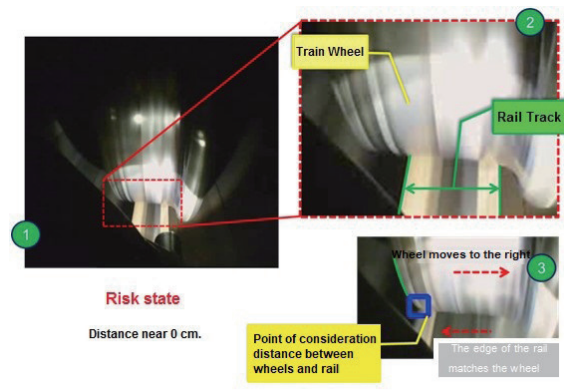 1
Risk state
Distance near 0 cm.
2
Train Wheel
Rail Track
Wheel moves to the right
3
Point of consideration
distance between
wheels and rail
The edge of the rail
matches the wheel